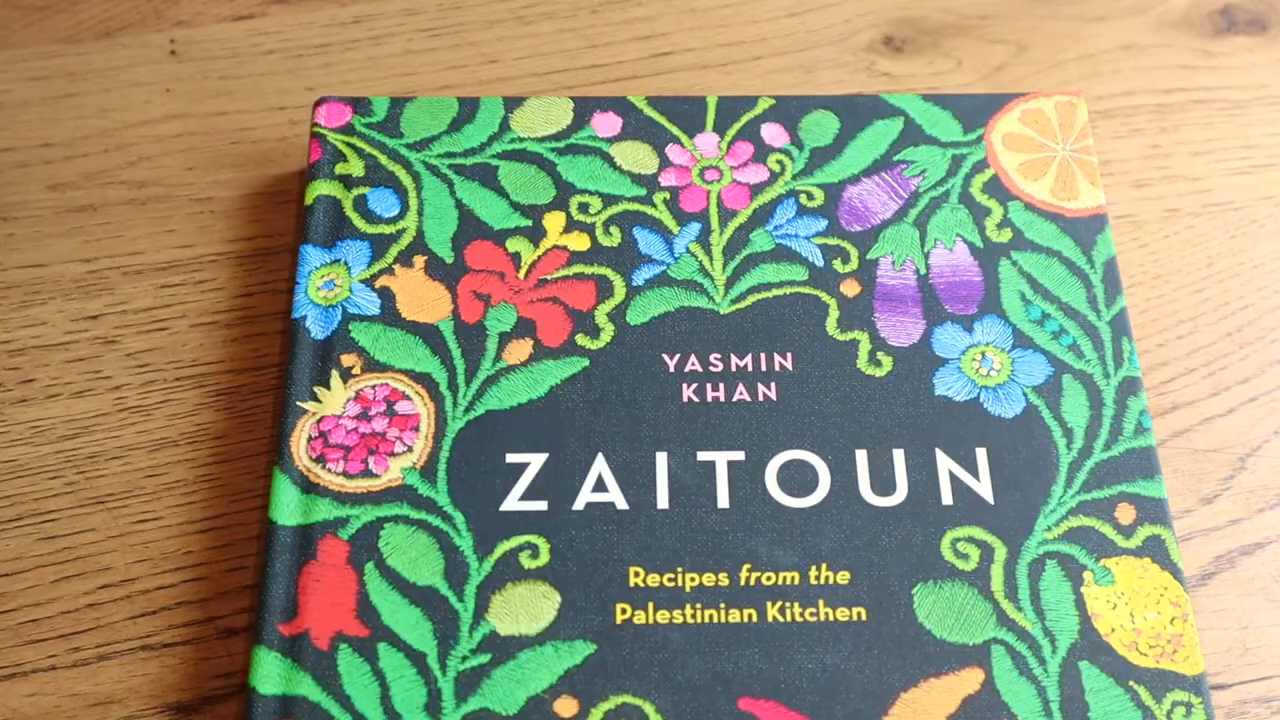 YASMIN
KHAN
ZAITOUN
Recipes from the
Palestinian Kitchen